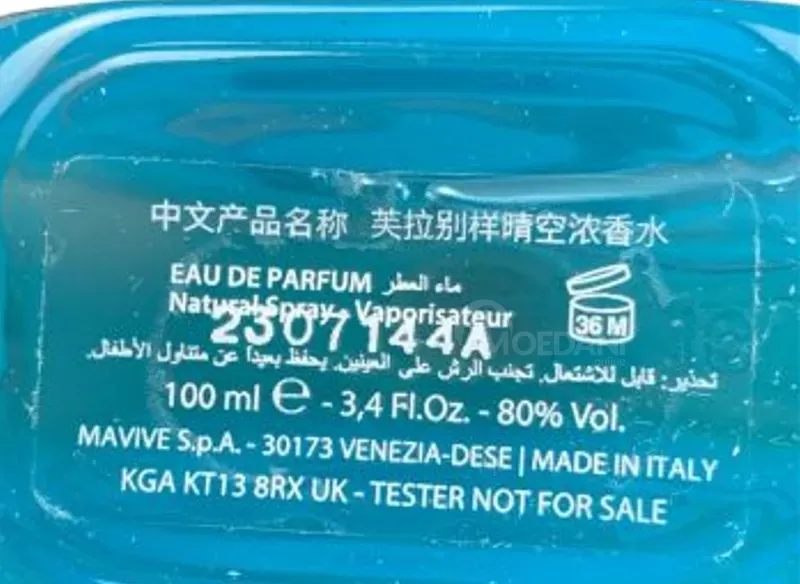 中文产品名称 芙拉别样晴空浓香水
EAU DE PARFUM ماء العطر
Natural Spray - Vaporisateur
36 M
2307144A
تحذير: قابل للاشتعال. تجنب الرش على العينين. يحفظ بعيداً عن متناول الأطفال.
100 ml e - 3,4 Fl.Oz. - 80% Vol.
MAVIVE S.p.A. - 30173 VENEZIA-DESE | MADE IN ITALY
KGA KT13 8RX UK - TESTER NOT FOR SALE